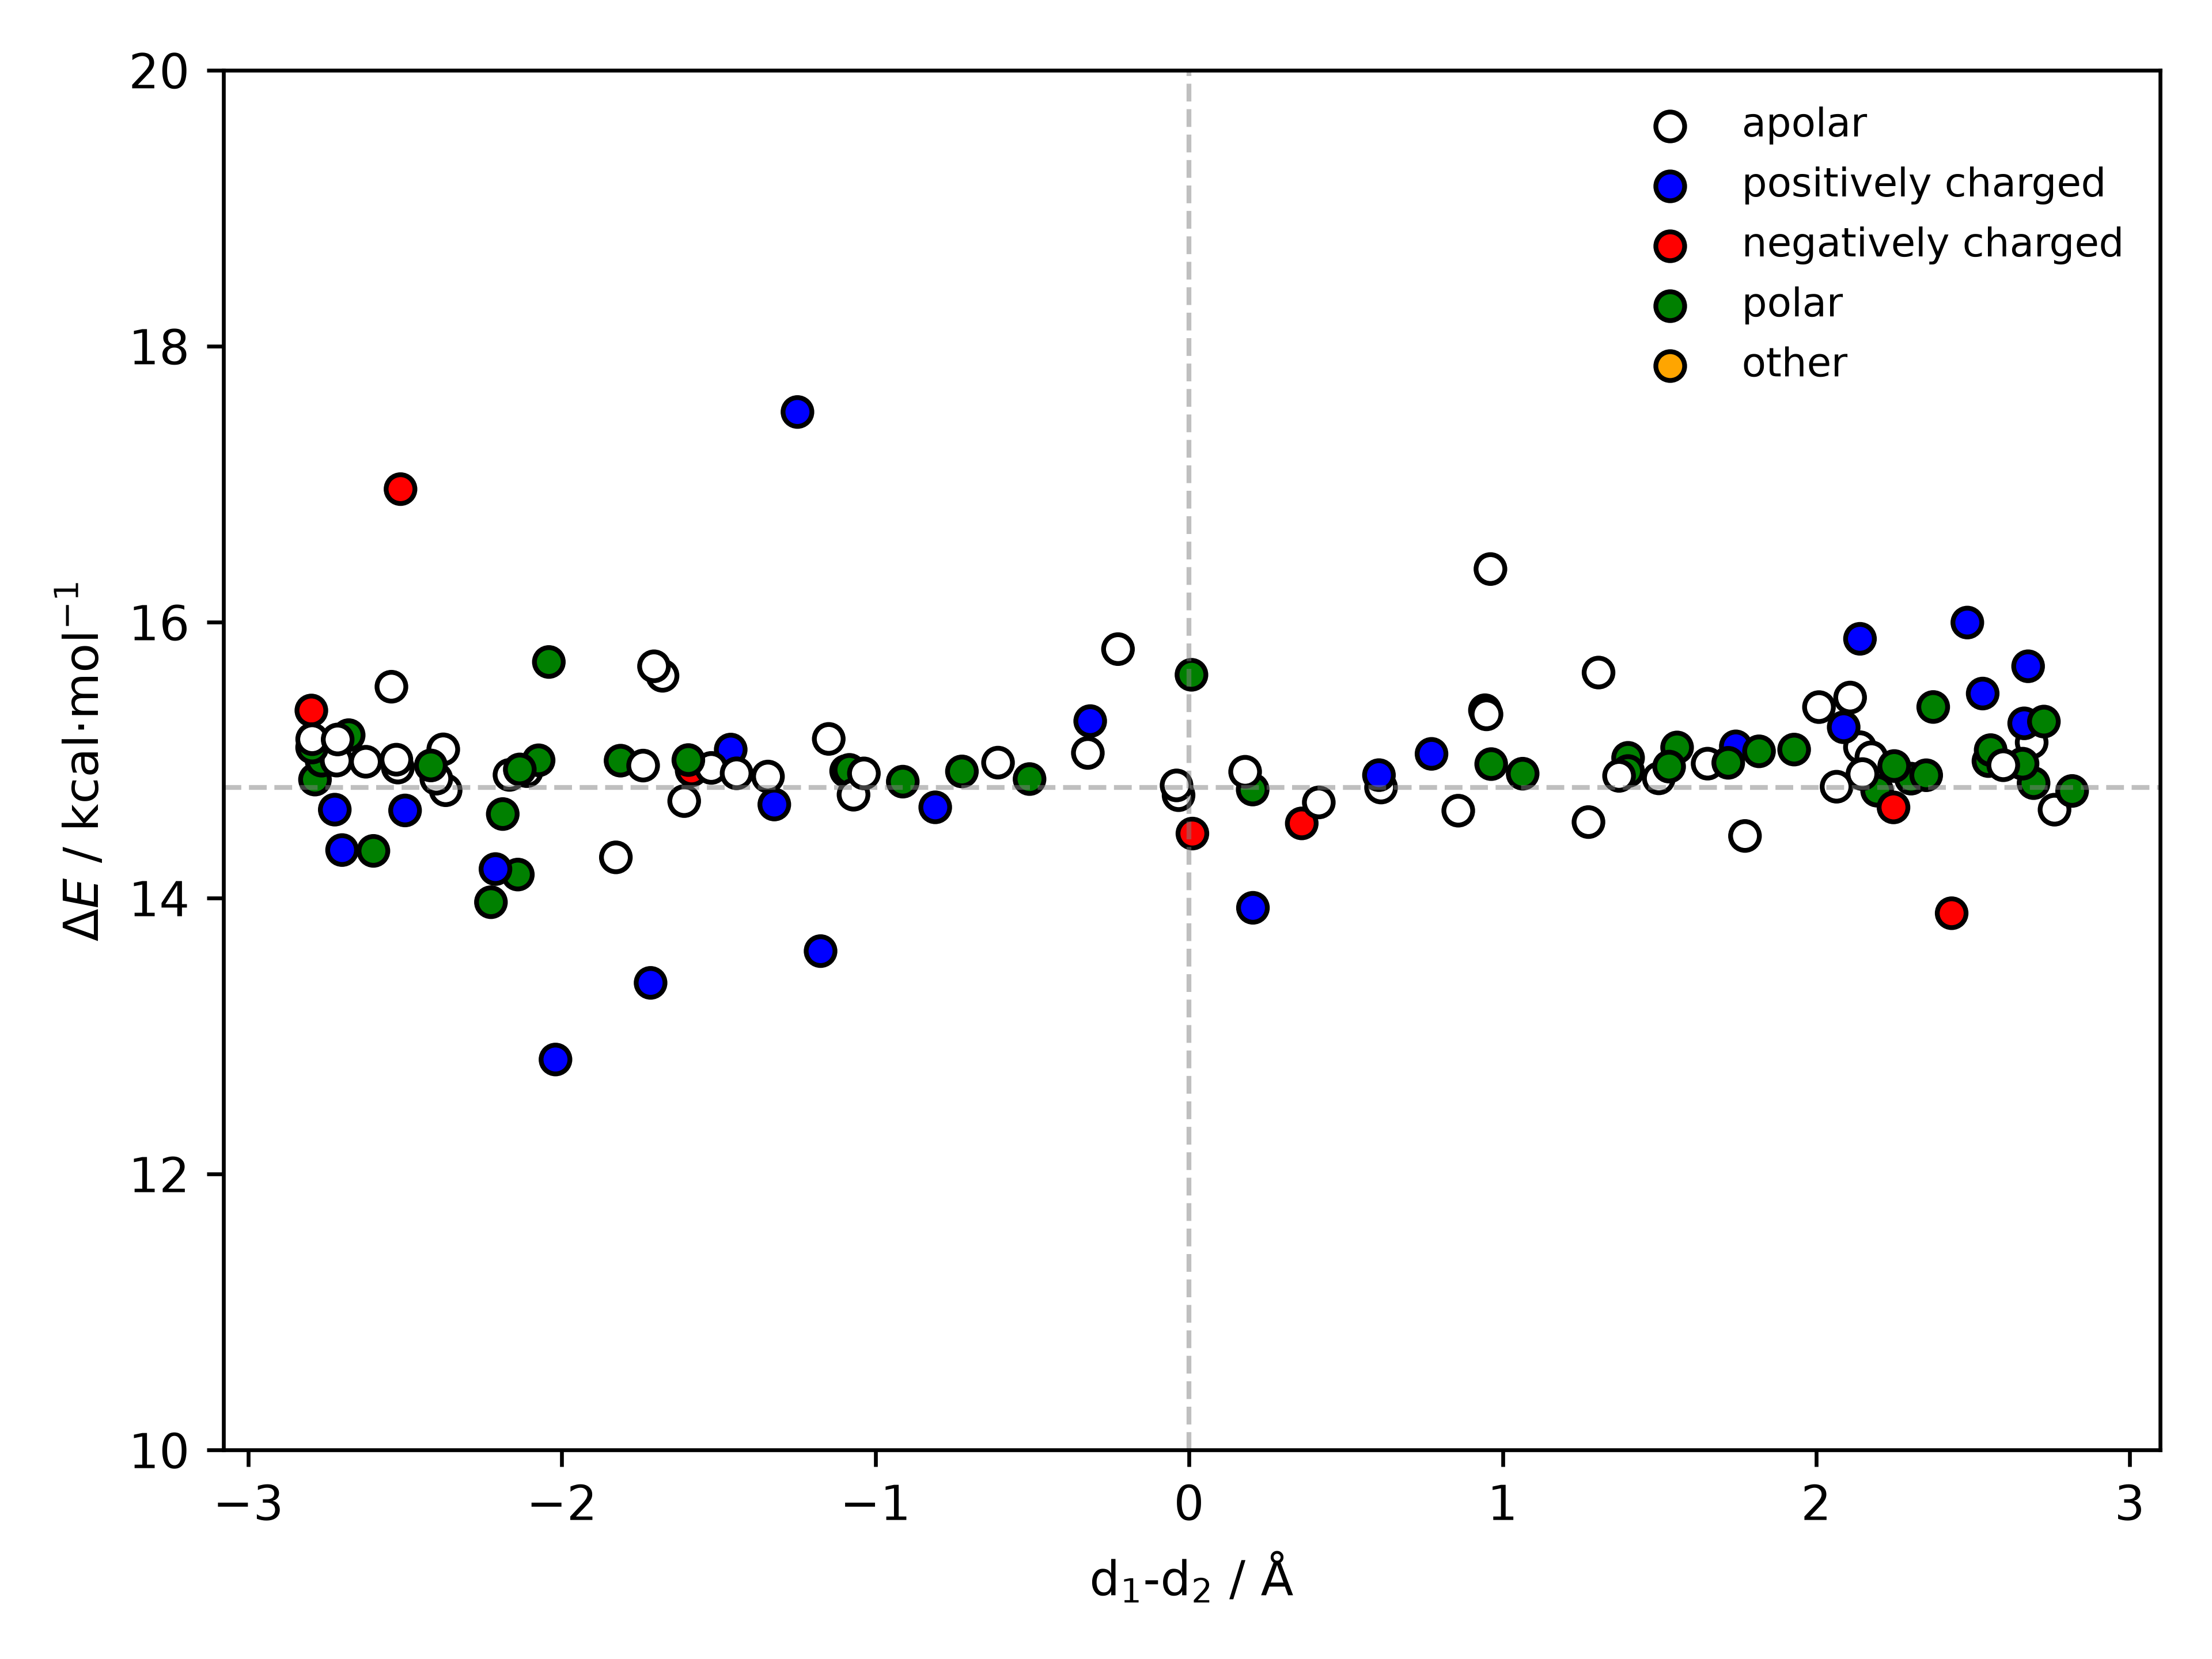 20
18
16
14
12
10
ΔE / kcal·mol⁻¹
apolar
positively charged
negatively charged
polar
other
−3 −2 −1 0 1 2 3
d₁-d₂ / Å